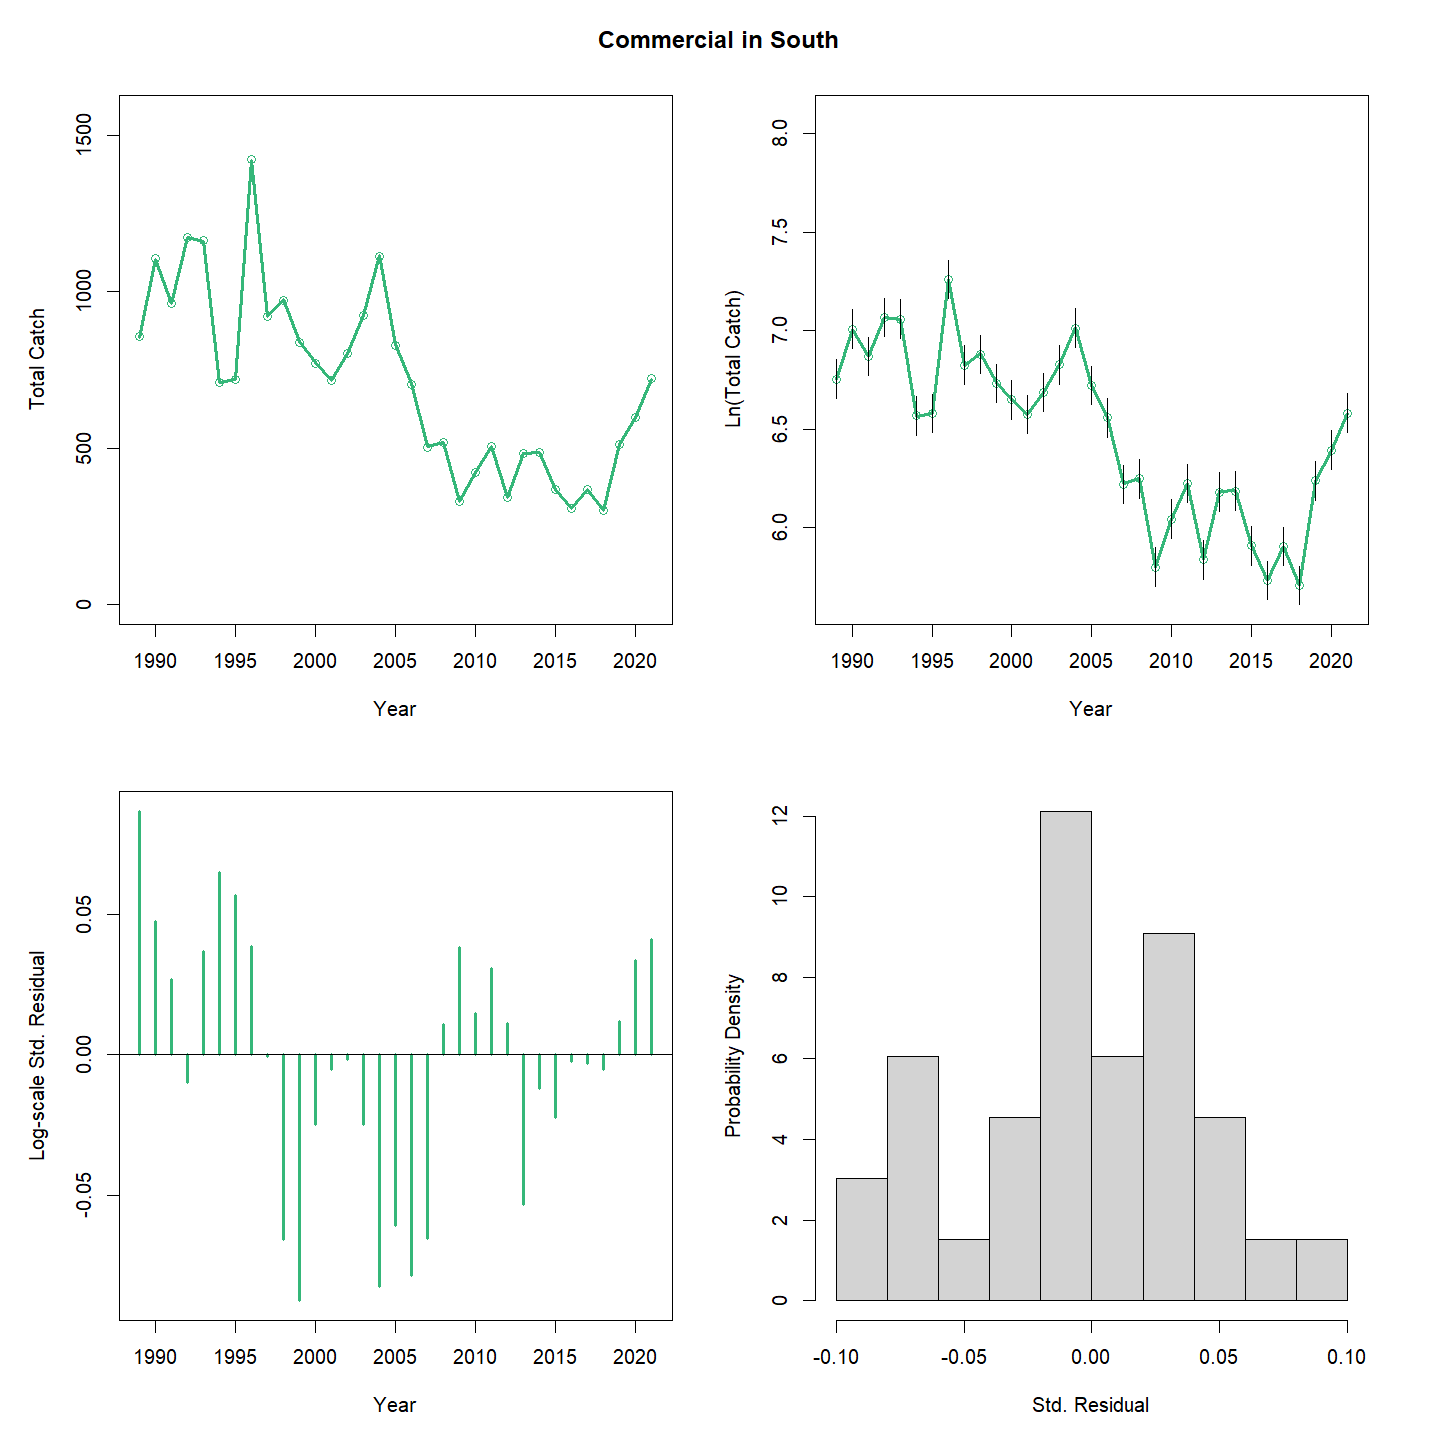 Commercial in South
Total Catch
1500
1000
500
0
1990 1995 2000 2005 2010 2015 2020
Year
Ln(Total Catch)
8.0
7.5
7.0
6.5
6.0
1990 1995 2000 2005 2010 2015 2020
Year
Log-scale Std. Residual
0.05
0.00
-0.05
1990 1995 2000 2005 2010 2015 2020
Year
Probability Density
12
10
8
6
4
2
0
-0.10 -0.05 0.00 0.05 0.10
Std. Residual